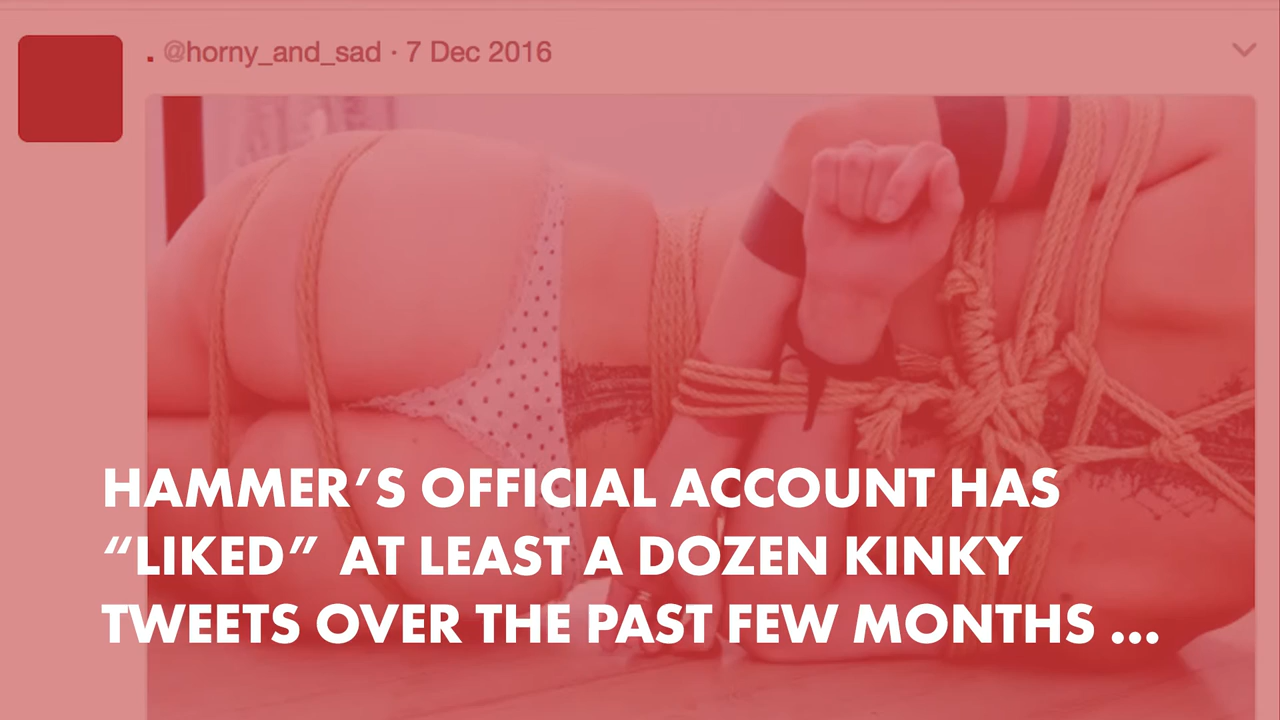 . @horny_and_sad · 7 Dec 2016
HAMMER’S OFFICIAL ACCOUNT HAS
“LIKED” AT LEAST A DOZEN KINKY
TWEETS OVER THE PAST FEW MONTHS ...